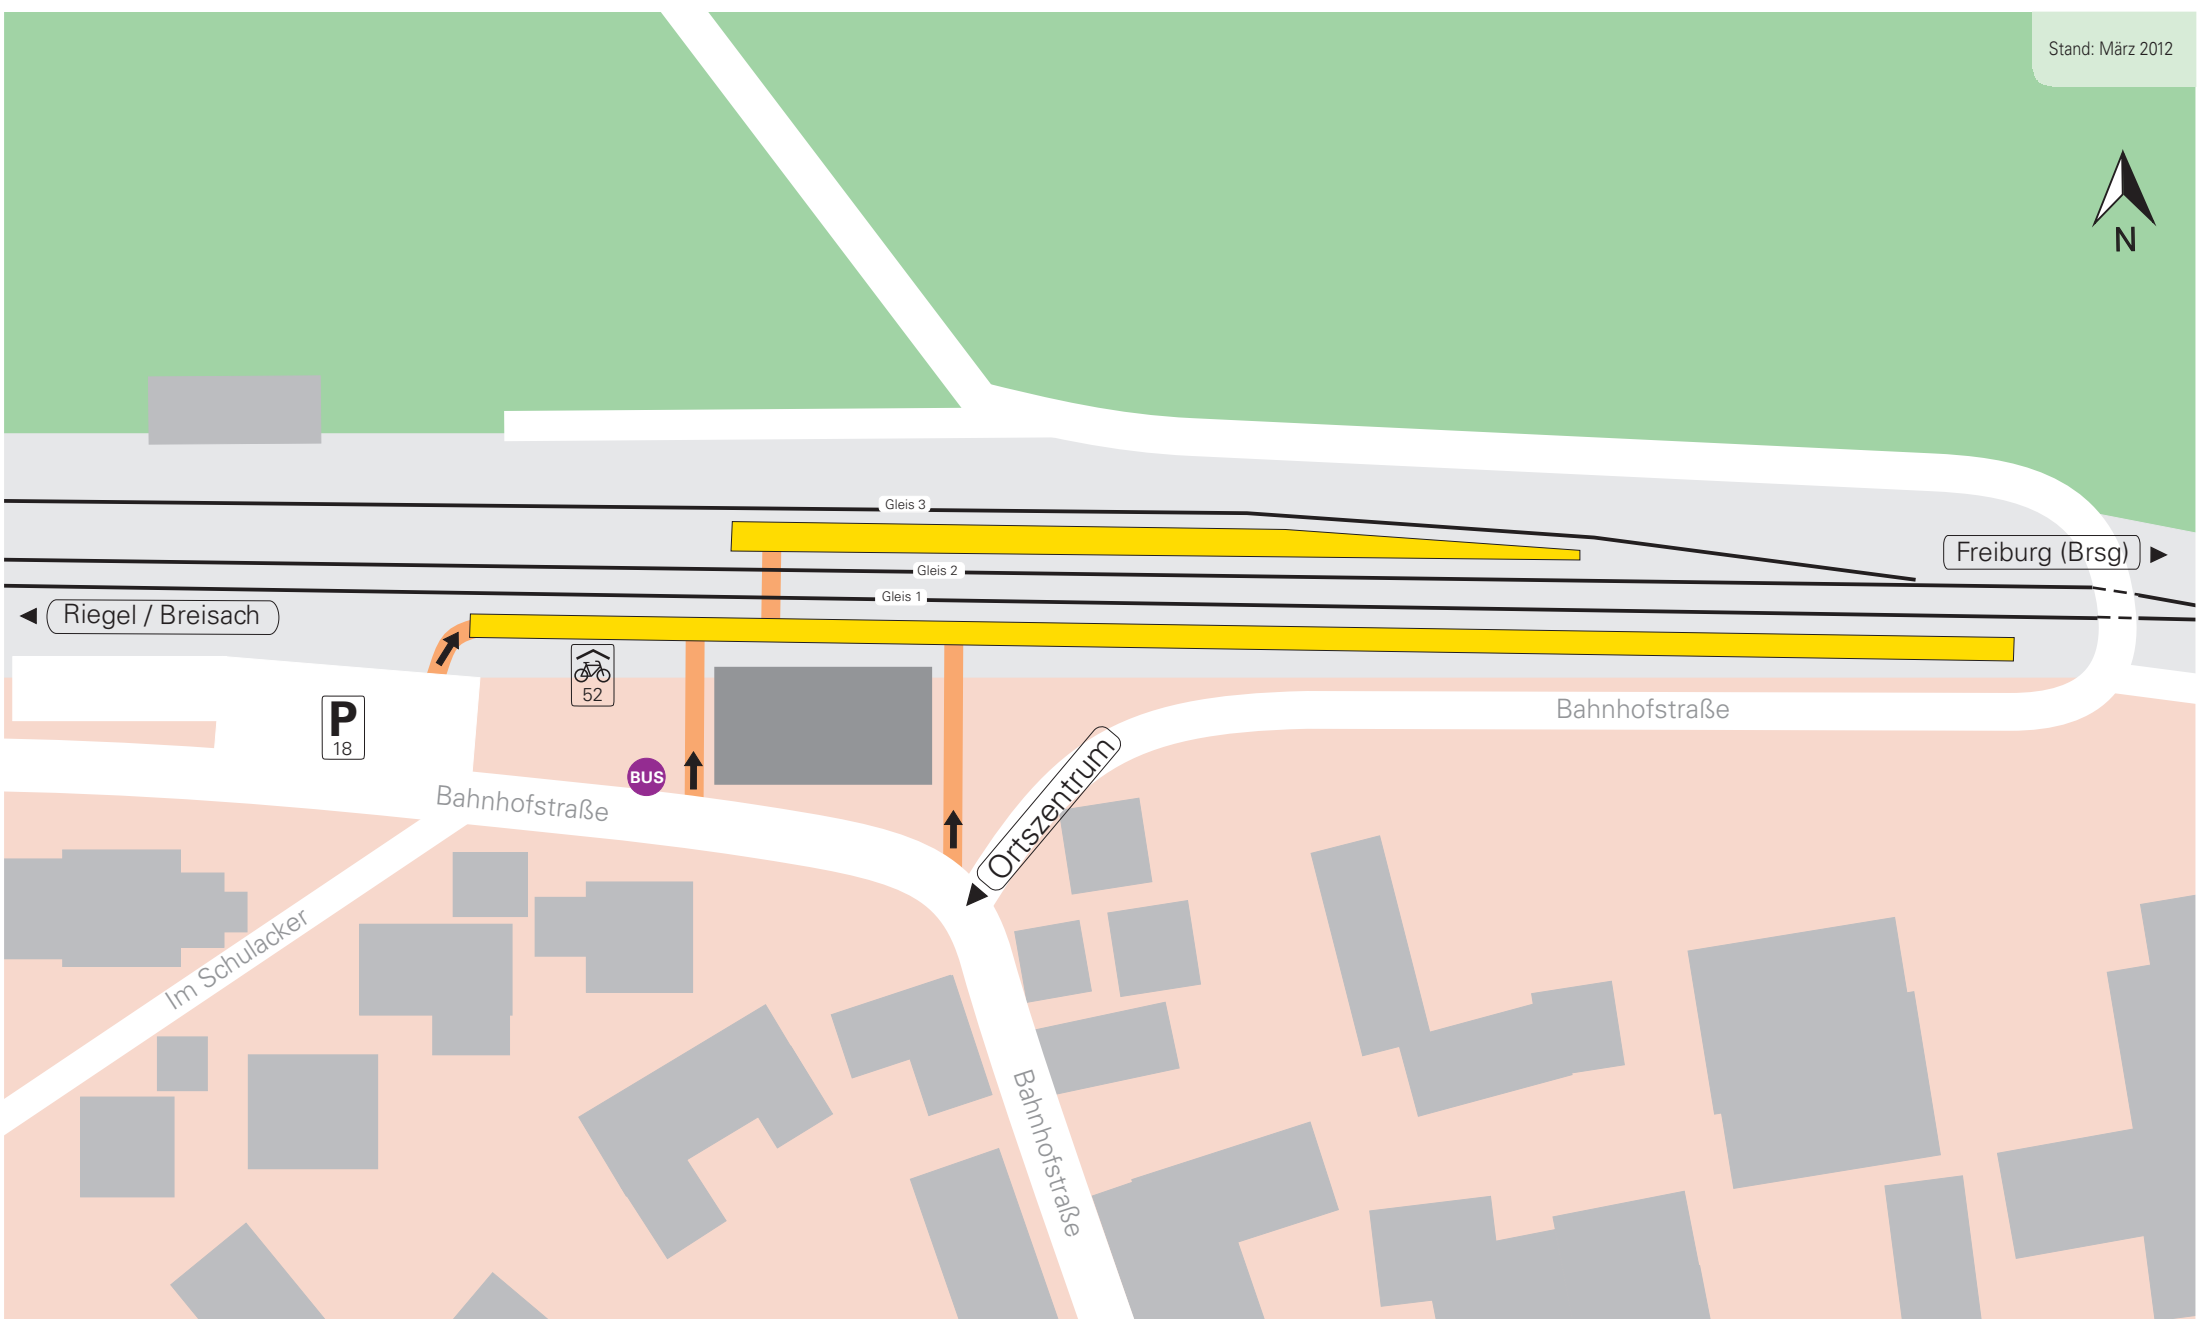 Stand: März 2012
N
Gleis 3
Freiburg (Brsg)
Gleis 2
Gleis 1
Riegel / Breisach
52
P
18
Bahnhofstraße
BUS
Bahnhofstraße
Ortszentrum
Im Schulacker
Bahnhofstraße